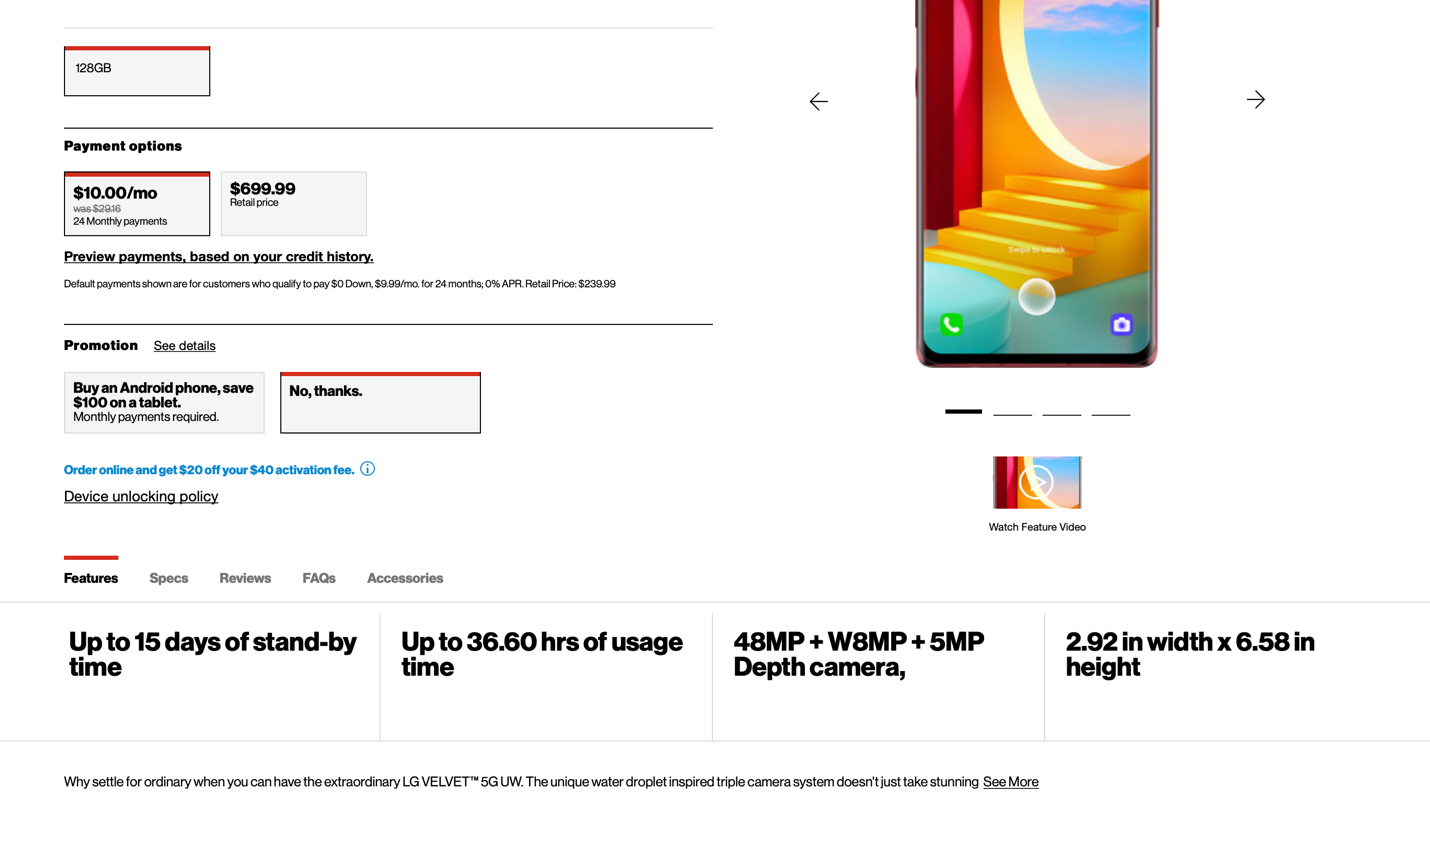 128GB
Payment options
$10.00/mo
was $29.16
24 Monthly payments
$699.99
Retail price
Preview payments, based on your credit history.
Default payments shown are for customers who qualify to pay $0 Down, $9.99/mo. for 24 months; 0% APR. Retail Price: $239.99
Promotion See details
Buy an Android phone, save
$100 on a tablet.
Monthly payments required.
No, thanks.
Order online and get $20 off your $40 activation fee.
Device unlocking policy
Swipe to unlock
Watch Feature Video
Features Specs Reviews FAQs Accessories
Up to 15 days of stand-by
time
Up to 36.60 hrs of usage
time
48MP + W8MP + 5MP
Depth camera,
2.92 in width x 6.58 in
height
Why settle for ordinary when you can have the extraordinary LG VELVET™ 5G UW. The unique water droplet inspired triple camera system doesn't just take stunning See More